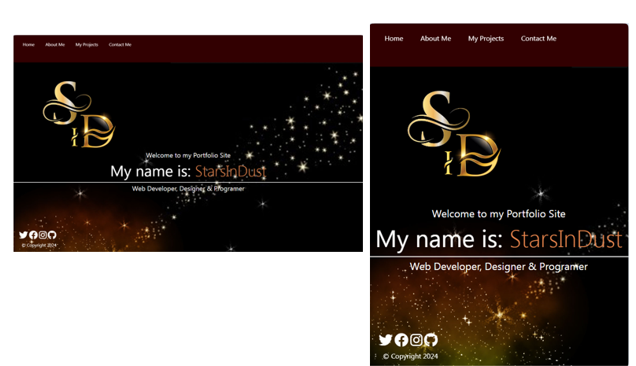 Home About Me My Projects Contact Me
SiD
Welcome to my Portfolio Site
My name is: StarsInDust
Web Developer, Designer & Programer
© Copyright 2024
Home About Me My Projects Contact Me
SiD
Welcome to my Portfolio Site
My name is: StarsInDust
Web Developer, Designer & Programer
© Copyright 2024